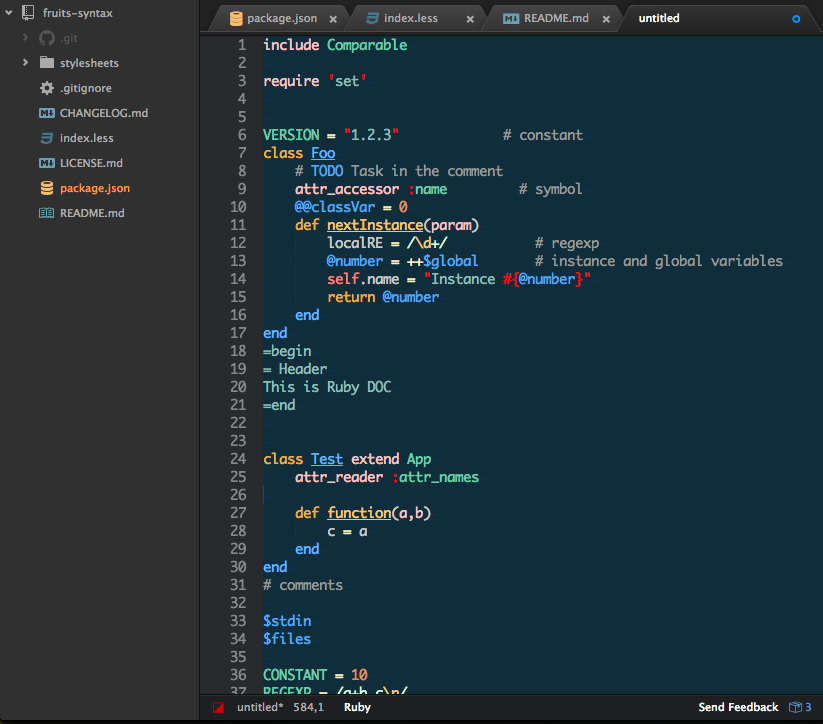 fruits-syntax
.git
stylesheets
.gitignore
CHANGELOG.md
index.less
LICENSE.md
package.json
README.md
package.json × index.less × README.md × untitled
1 include Comparable
2
3 require 'set'
4
5
6 VERSION = "1.2.3" # constant
7 class Foo
8 # TODO Task in the comment
9 attr_accessor :name # symbol
10 @@classVar = 0
11 def nextInstance(param)
12 localRE = /\d+/ # regexp
13 @number = ++$global # instance and global variables
14 self.name = "Instance #{@number}"
15 return @number
16 end
17 end
18 =begin
19 = Header
20 This is Ruby DOC
21 =end
22
23
24 class Test extend App
25 attr_reader :attr_names
26
27 def function(a,b)
28 c = a
29 end
30 end
31 # comments
32
33 $stdin
34 $files
35
36 CONSTANT = 10
37 REGEXP =
untitled* 584,1 Ruby Send Feedback 3